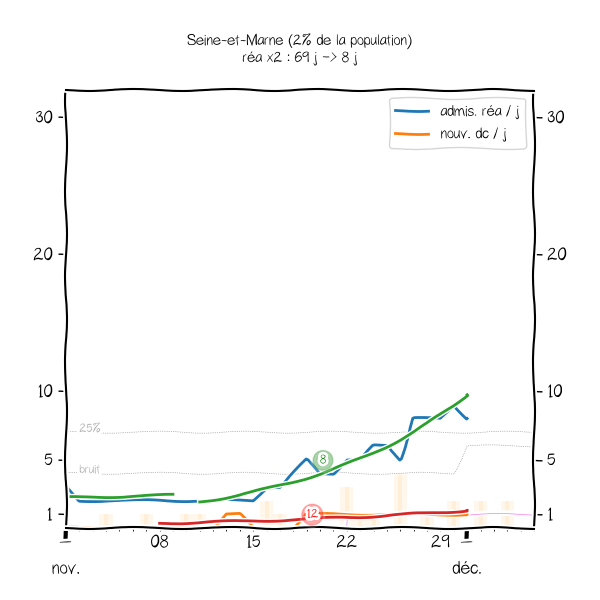 Seine-et-Marne (2% de la population)
réa x2 : 69 j -> 8 j
admis. réa / j
nouv. dc / j
30
30
20
20
10
10
25%
bruit
5
5
8
12
1
1
08
15
22
29
nov.
déc.